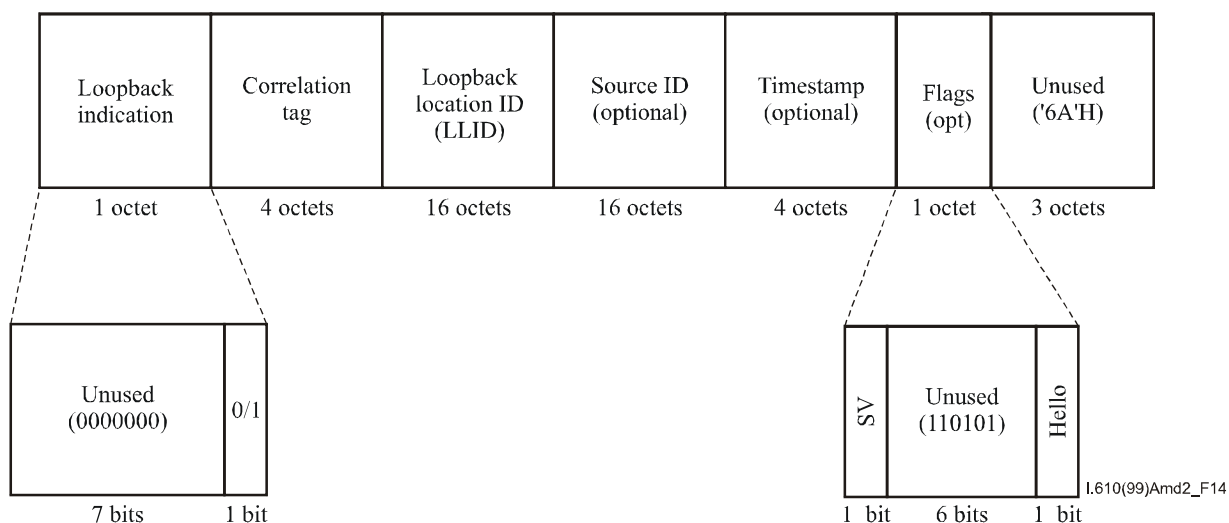 Loopback
indication
Correlation
tag
Loopback
location ID
(LLID)
Source ID
(optional)
Timestamp
(optional)
Flags
(opt)
Unused
('6A'H)
1 octet
4 octets
16 octets
16 octets
4 octets
1 octet
3 octets
Unused
(0000000)
0/1
SV
Unused
(110101)
Hello
7 bits
1 bit
1 bit
6 bits
1 bit
I.610(99)Amd2_F14